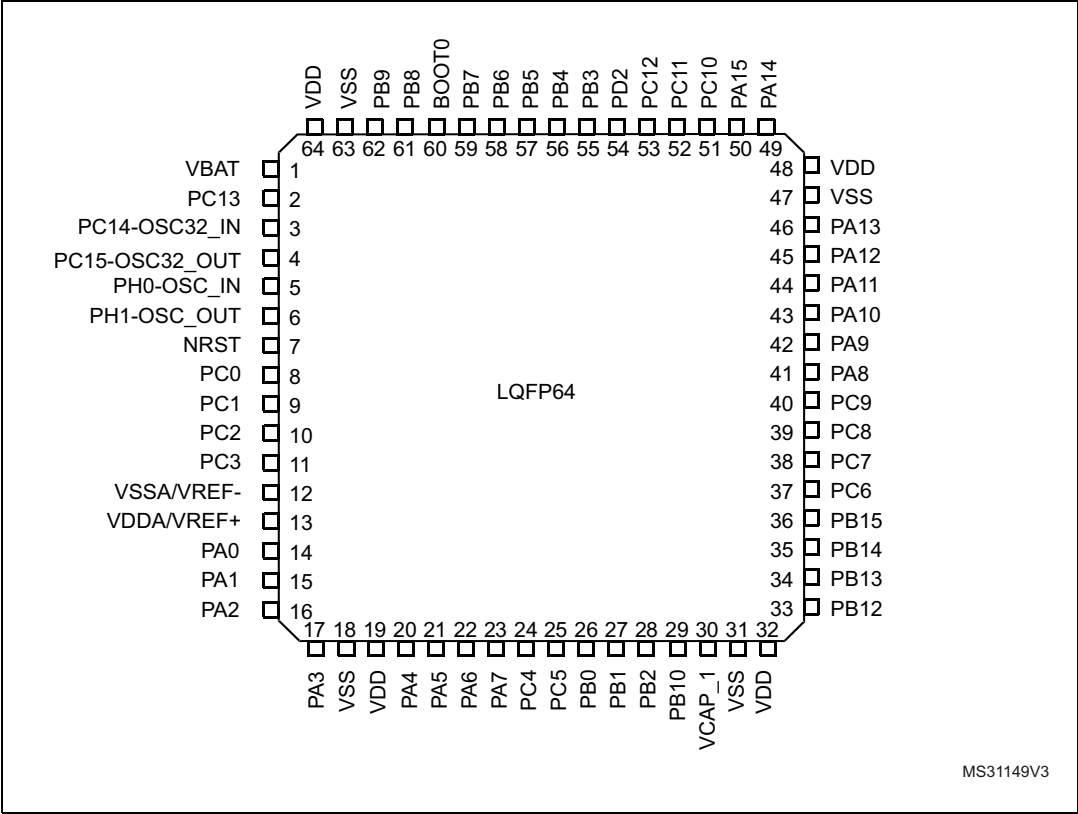 VDD VSS PB9 PB8 BOOT0 PB7 PB6 PB5 PB4 PB3 PD2 PC12 PC11 PC10 PA15 PA14
64 63 62 61 60 59 58 57 56 55 54 53 52 51 50 49
VBAT 1 48 VDD
PC13 2 47 VSS
PC14-OSC32_IN 3 46 PA13
PC15-OSC32_OUT 4 45 PA12
PH0-OSC_IN 5 44 PA11
PH1-OSC_OUT 6 43 PA10
NRST 7 42 PA9
PC0 8 41 PA8
LQFP64
PC1 9 40 PC9
PC2 10 39 PC8
PC3 11 38 PC7
VSSA/VREF- 12 37 PC6
VDDA/VREF+ 13 36 PB15
PA0 14 35 PB14
PA1 15 34 PB13
PA2 16 33 PB12
17 18 19 20 21 22 23 24 25 26 27 28 29 30 31 32
PA3 VSS VDD PA4 PA5 PA6 PA7 PC4 PC5 PB0 PB1 PB2 PB10 VCAP_1 VSS VDD
MS31149V3